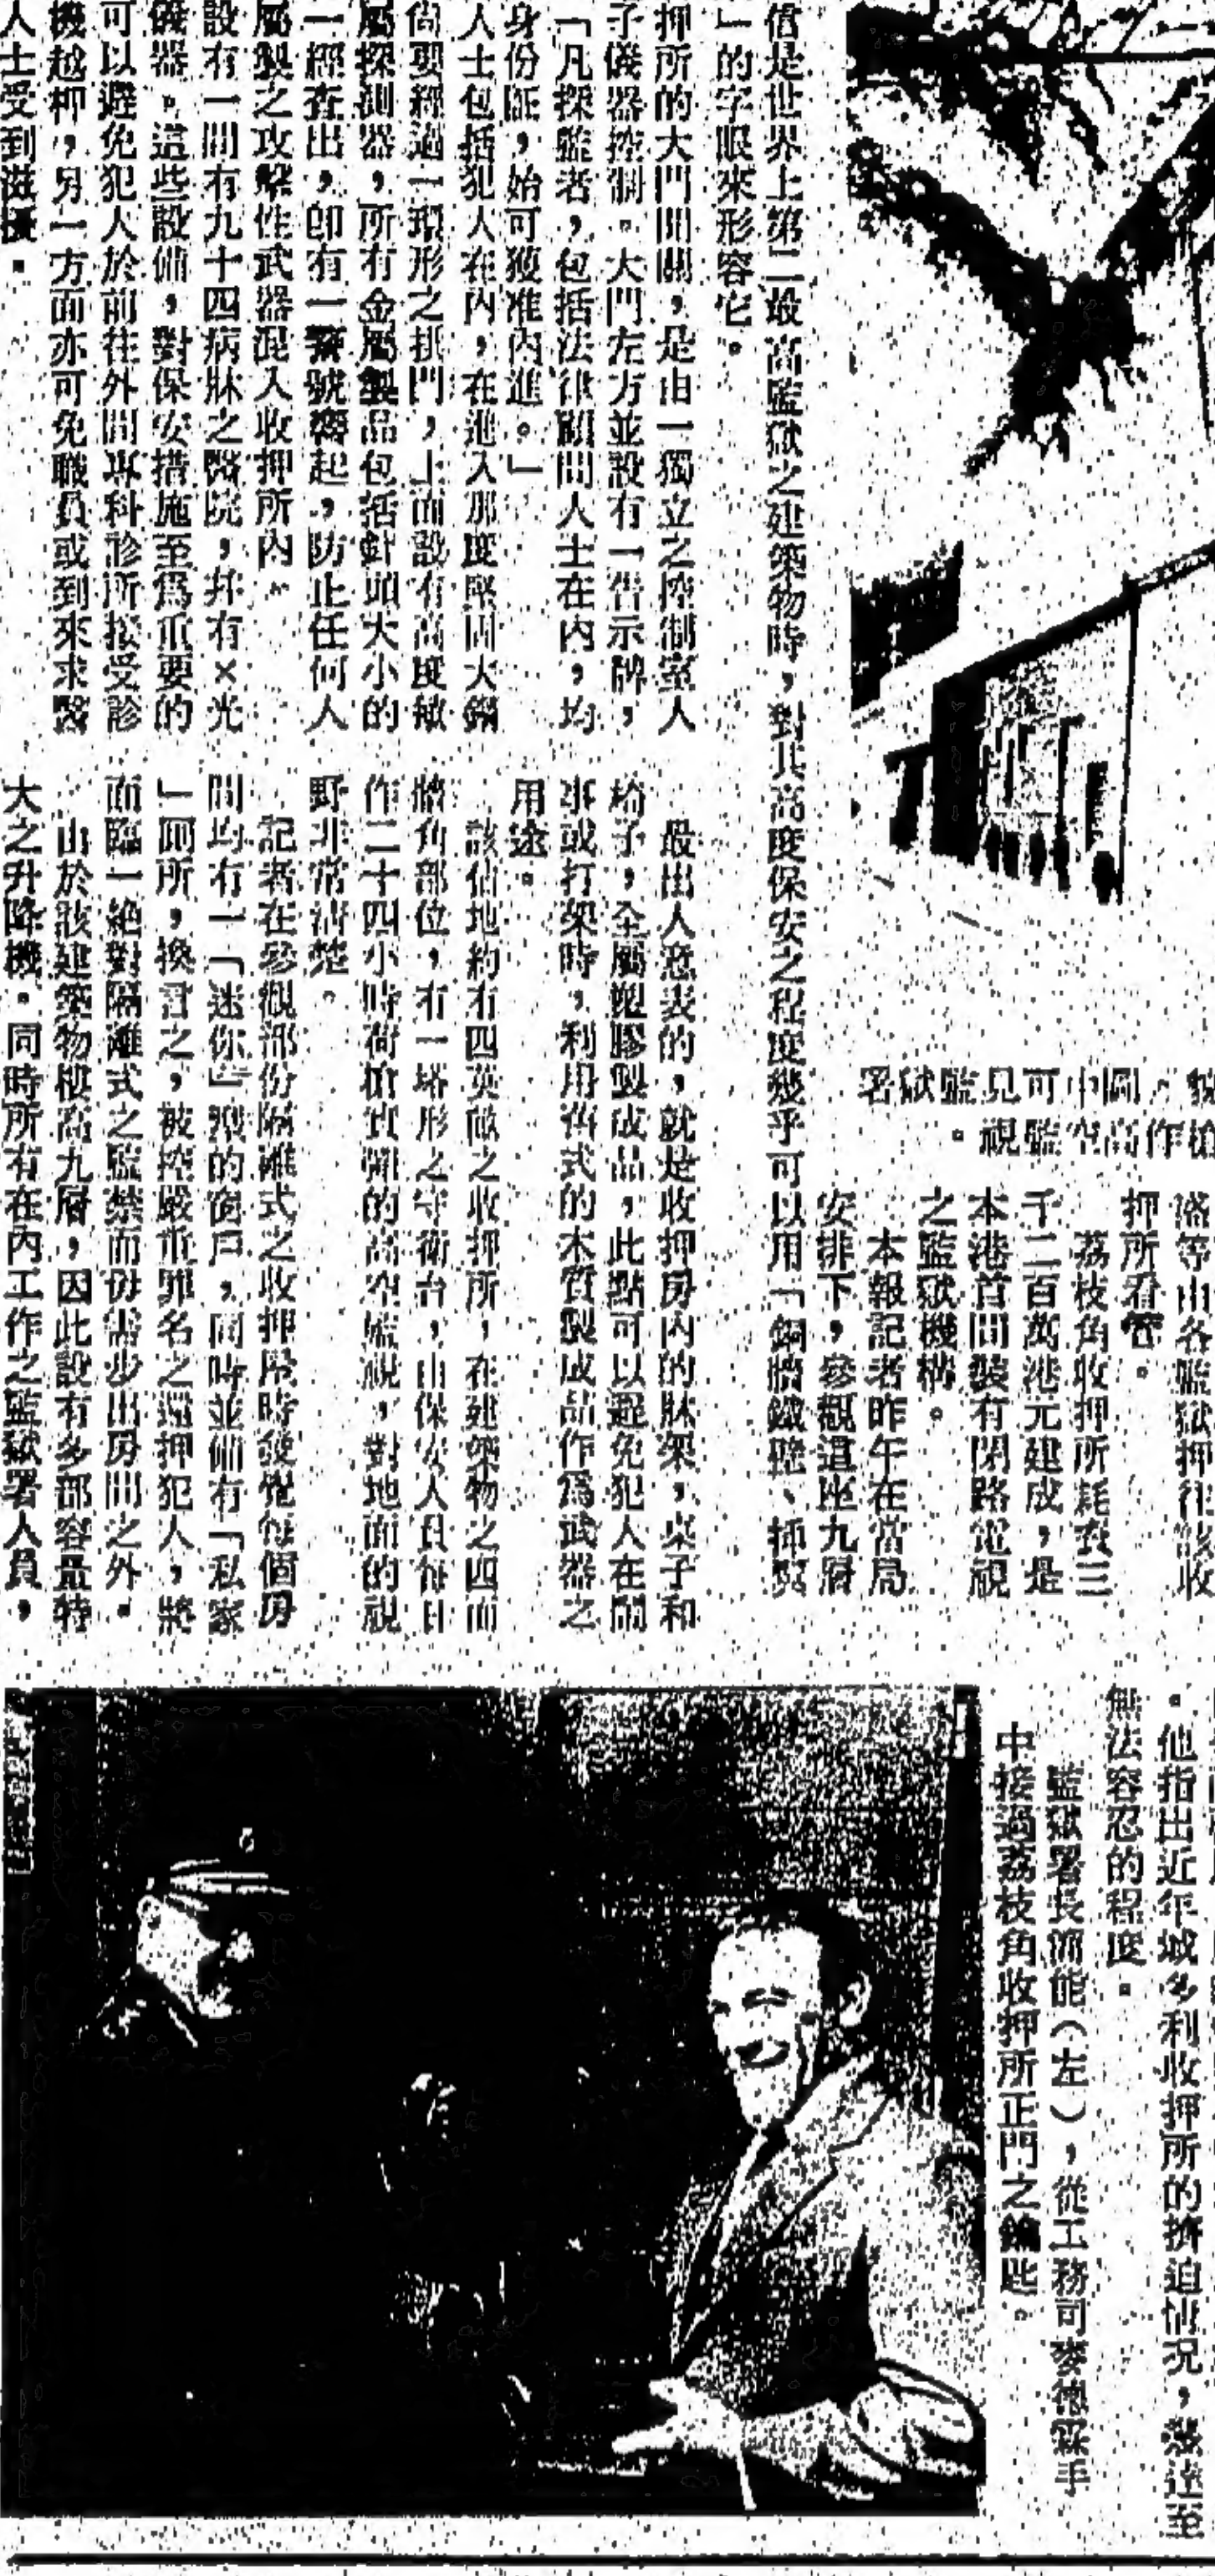 落等由各監獄押往該收
押所看管。
荔枝角收押所耗資三
千二百萬港元建成，是
本港首間裝有閉路電視
之監獄機構。
本報記者昨午在當局
安排下，參觀這座九層
信是世界上第二最高監獄之建築物時，對其高度保安之程度幾乎可以用「銅牆鐵壁、插翼
」的字眼來形容它。
押所的大門開關，是由一獨立之控制室人
子儀器控制。大門左方並設有一告示牌，
「凡探監者，包括法律顧問人士在內，均
身份証，始可獲准內進。」
人士包括犯人在內，在進入那度堅固大鋼
尚要經過一環形之拱門，上面設有高度敏
屬探測器，所有金屬製品包括針頭大小的
一經查出，卽有一警號響起，防止任何人
屬製之攻擊性武器混入收押所內。
設有一間有九十四病牀之醫院，幷有×光
儀器。這些設備，對保安措施至爲重要的
可以避免犯人於前往外間專科診所接受診
機越柙，另一方面亦可免職員或到來求醫
人士受到滋擾。
最出人意表的，就是收押房內的牀架，桌子和
椅子，全屬塑膠製成品，此點可以避免犯人在鬧
事或打架時，利用舊式的木質製成品作爲武器之
用途。
該佔地約有四英畝之收押所，在建築物之四面
牆角部位，有一塔形之守衛台，由保安人員每日
作二十四小時荷槍實彈的高空監視，對地面的視
野非常清楚。
記者在參觀部份隔離式之收押房時發覺每個房
間均有一「迷你」型的窗戶，同時並備有「私家
」厠所，換言之，被控嚴重罪名之還押犯人，將
面臨一絕對隔離式之監禁而毋需步出房間之外。
由於該建築物樓高九層，因此設有多部容量特
大之升降機。同時所有在內工作之監獄署人員，
圖中可見監獄署
作高空監視。
。他指出近年域多利收押所的擠迫情況，幾達至
無法容忍的程度。
監獄署長湎能（左），從工務司麥德霖手
中接過荔枝角收押所正門之鑰匙。